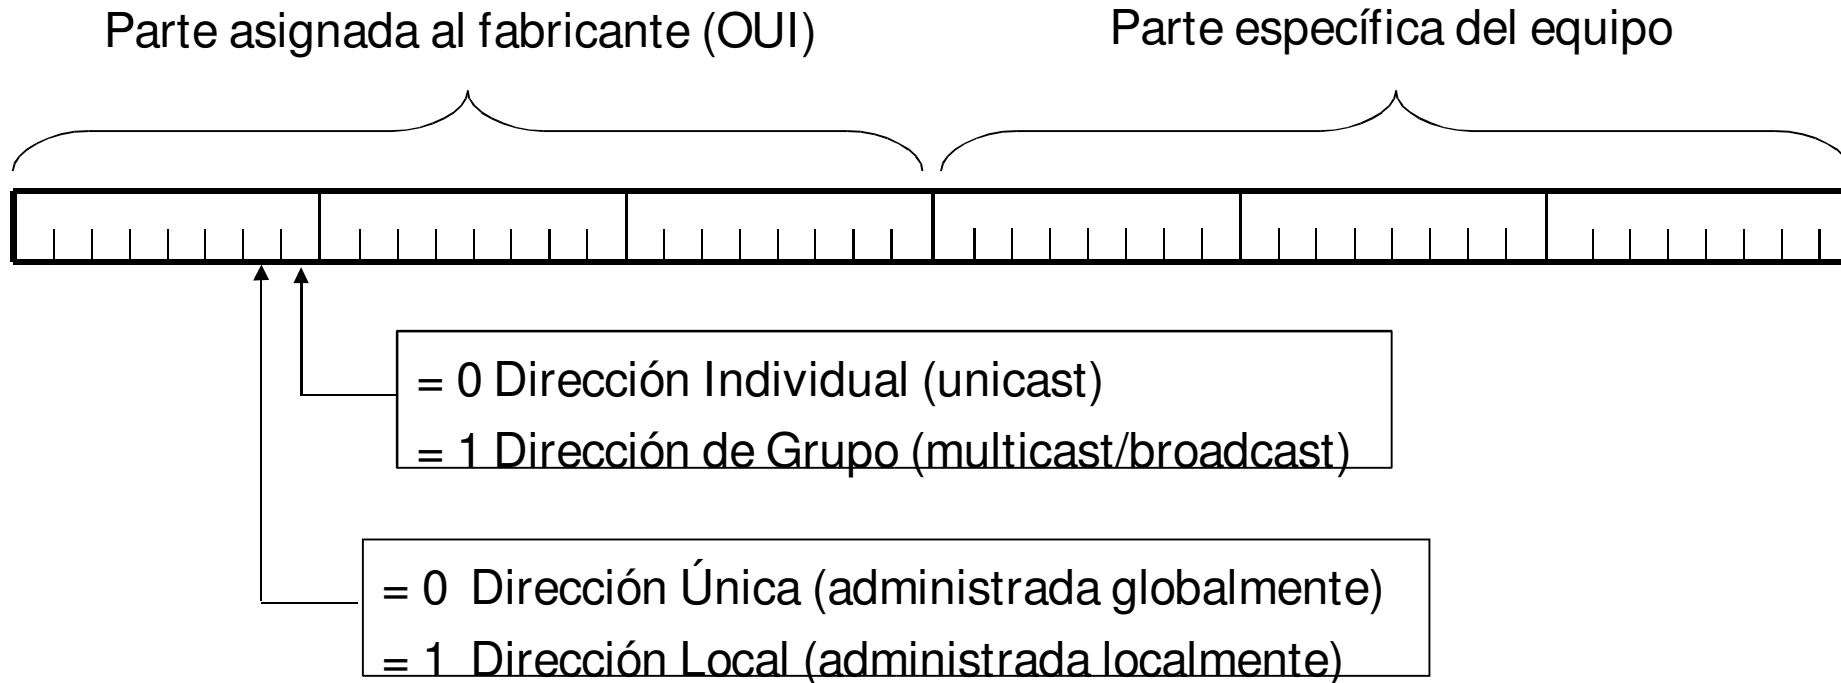 Parte asignada al fabricante (OUI)
Parte específica del equipo
= 0 Dirección Individual (unicast)
= 1 Dirección de Grupo (multicast/broadcast)
= 0 Dirección Única (administrada globalmente)
= 1 Dirección Local (administrada localmente)